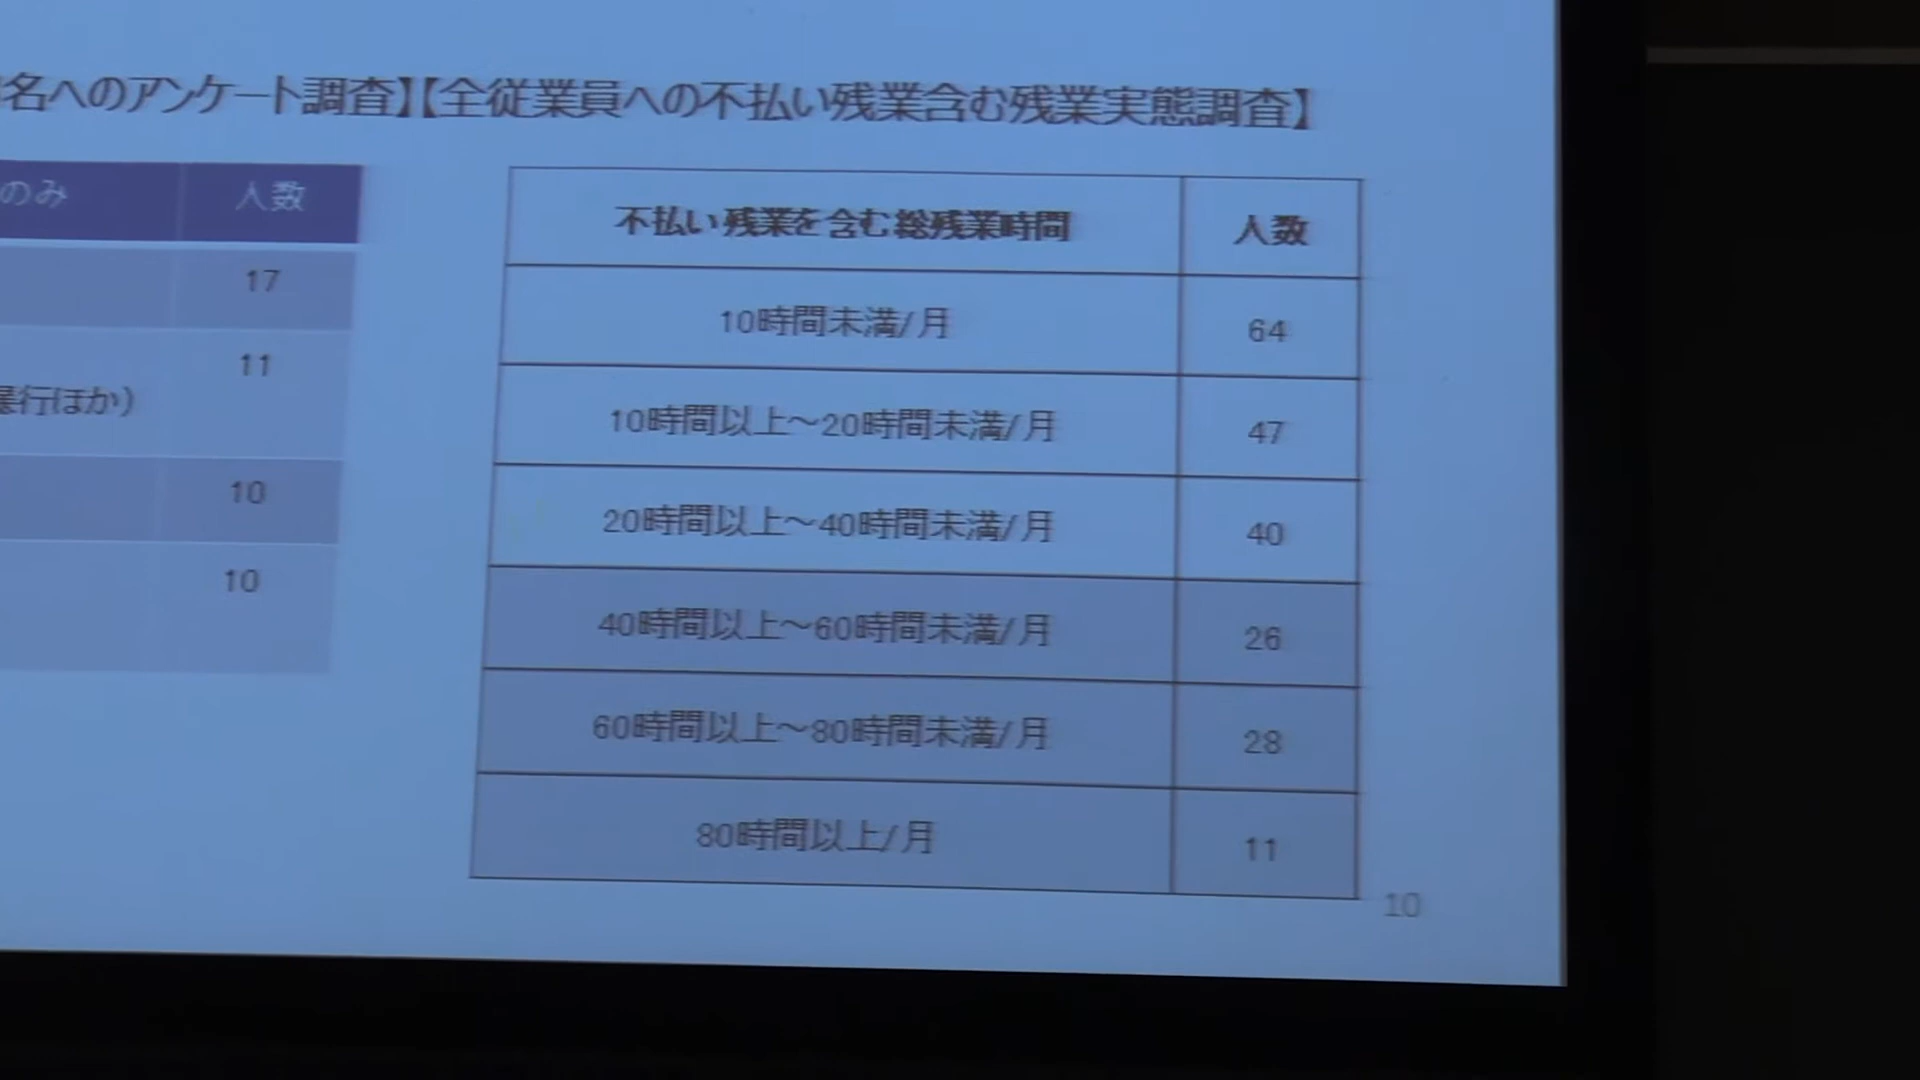 名へのアンケート調査】【全従業員への不払い残業含む残業実態調査】
のみ 人数
17
11
暴行ほか）
10
10
不払い残業を含む総残業時間 人数
10時間未満/月 64
10時間以上～20時間未満/月 47
20時間以上～40時間未満/月 40
40時間以上～60時間未満/月 26
60時間以上～80時間未満/月 28
80時間以上/月 11
10